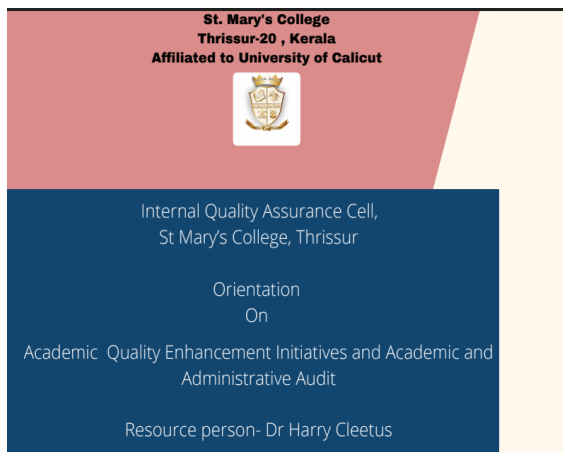 St. Mary's College
Thrissur-20 , Kerala
Affiliated to University of Calicut
Internal Quality Assurance Cell,
St Mary’s College, Thrissur
Orientation
On
Academic Quality Enhancement Initiatives and Academic and
Administrative Audit
Resource person- Dr Harry Cleetus